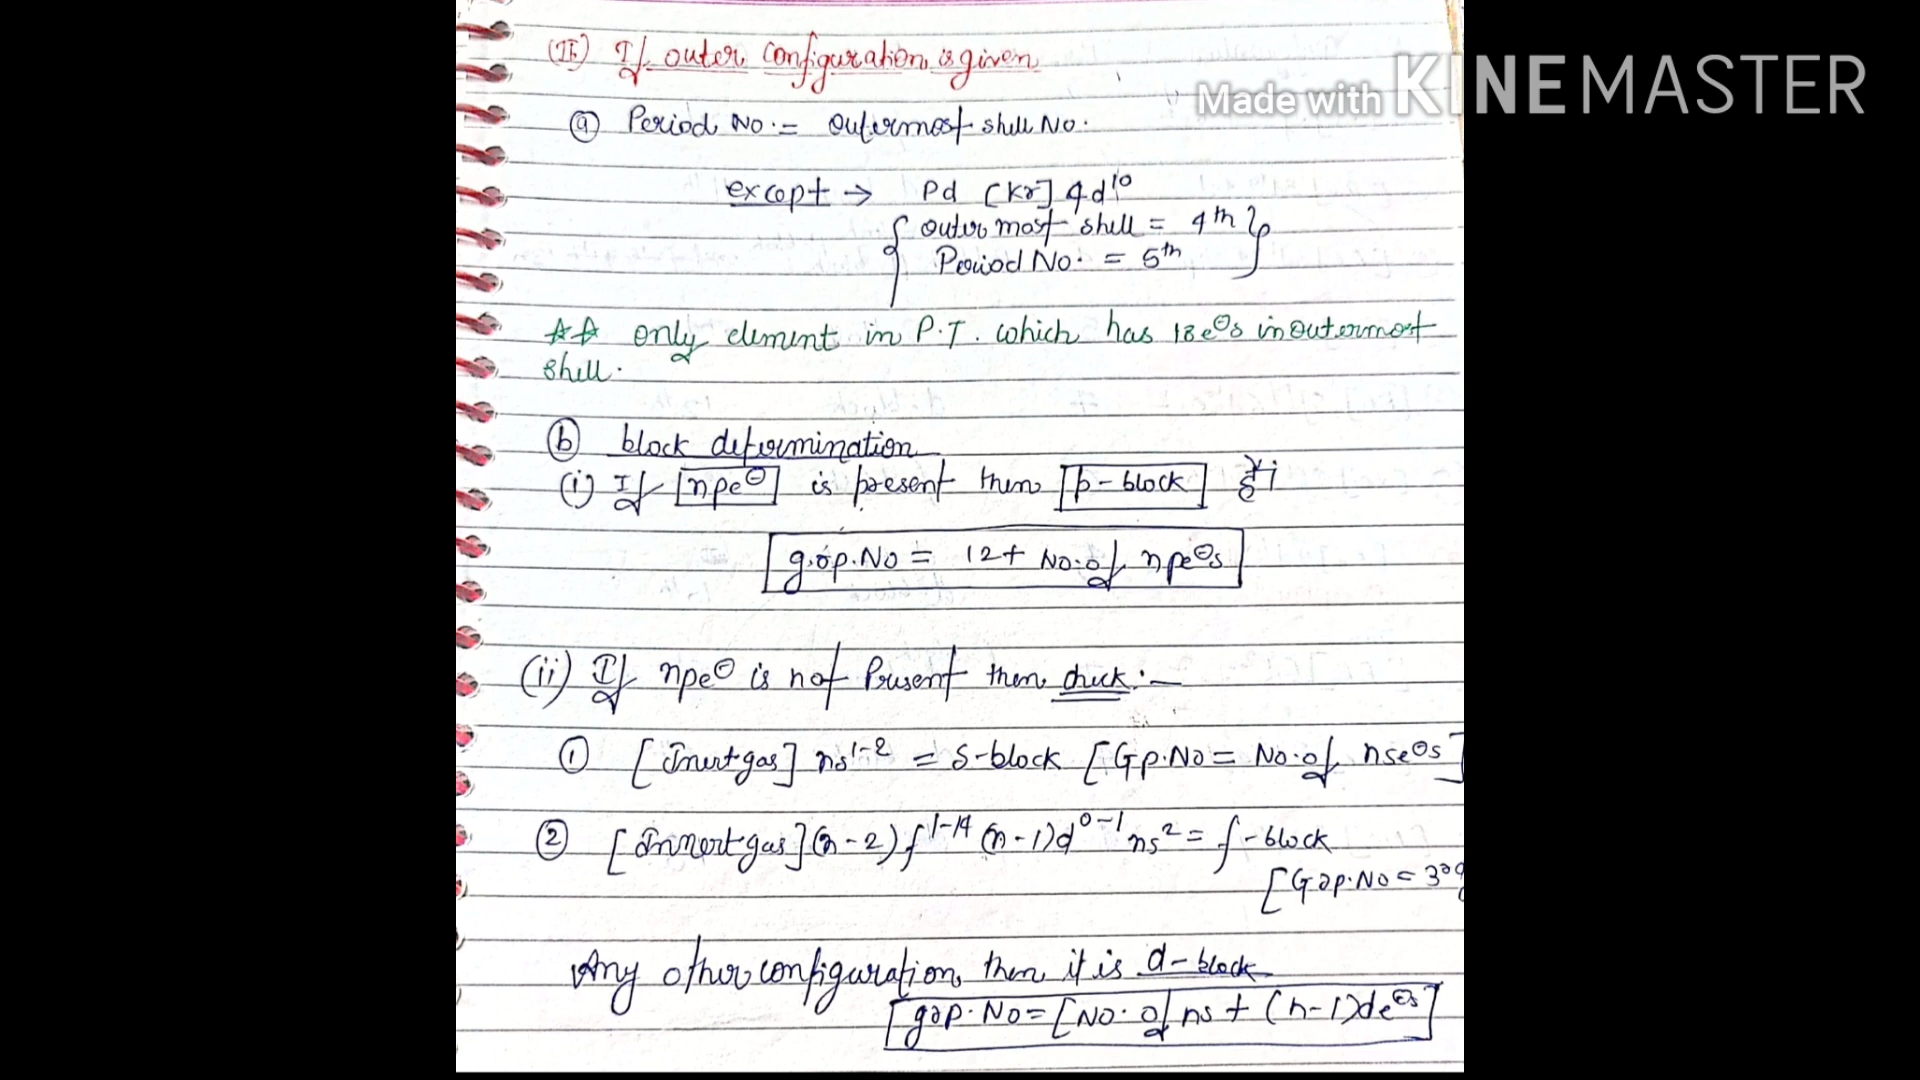 (II) If outer configuration is given
Made with KINEMASTER
ⓐ Period No. = outermost shell No.
except → Pd [Kr] 4d¹⁰
{ outer most shell = 4th }
Period No. = 5th
☆☆ only element in P.T. which has 18 e⊖s in outermost
shell.
ⓑ block determination
(i) If [npe⊖] is present then [p-block]
grp.No = 12+ No.of npe⊖s
(ii) If npe⊖ is not Present then check :—
① [Inert gas] ns¹⁻² = S-block [Gp.No = No.of nse⊖s]
② [Innert gas] (n-2)f¹⁻¹⁴ (n-1)d⁰⁻¹ ns² = f-block
[Grp.No = 3rd
Any other configuration, then it is d-block
grp.No = [No. of ns + (n-1)de⊖s]